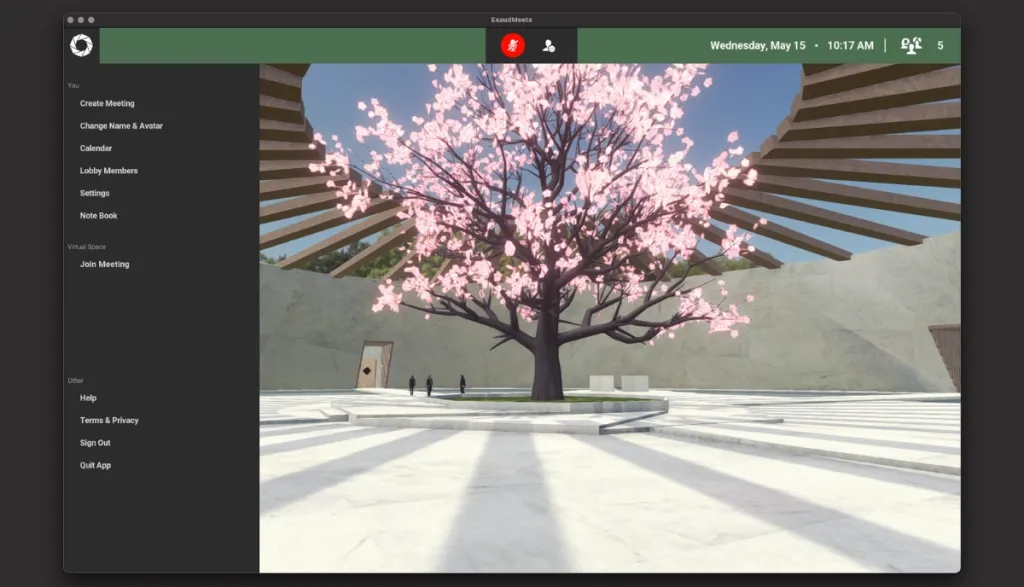 ExaudMeets
Wednesday, May 15 • 10:17 AM | 5
You
Create Meeting
Change Name & Avatar
Calendar
Lobby Members
Settings
Note Book
Virtual Space
Join Meeting
Other
Help
Terms & Privacy
Sign Out
Quit App